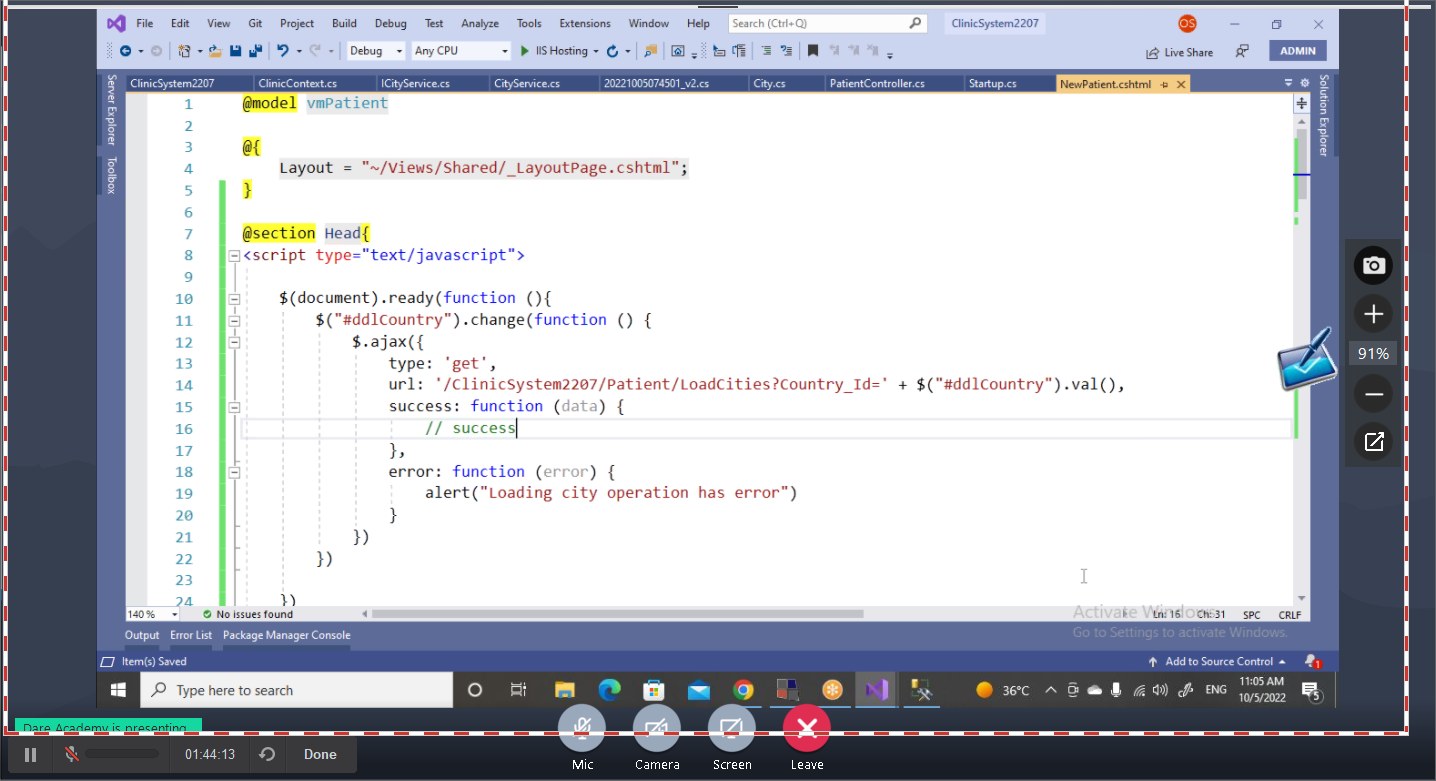 File Edit View Git Project Build Debug Test Analyze Tools Extensions Window Help Search (Ctrl+Q) ClinicSystem2207 OS
Debug Any CPU IIS Hosting Live Share ADMIN
ClinicSystem2207 ClinicContext.cs ICityService.cs CityService.cs 20221005074501_v2.cs City.cs PatientController.cs Startup.cs NewPatient.cshtml
Server Explorer
Toolbox
Solution Explorer
1 @model vmPatient
2
3 @{
4 Layout = "~/Views/Shared/_LayoutPage.cshtml";
5 }
6
7 @section Head{
8 <script type="text/javascript">
9
10 $(document).ready(function (){
11 $("#ddlCountry").change(function () {
12 $.ajax({
13 type: 'get',
14 url: '/ClinicSystem2207/Patient/LoadCities?Country_Id=' + $("#ddlCountry").val(),
15 success: function (data) {
16 // success
17 },
18 error: function (error) {
19 alert("Loading city operation has error")
20 }
21 })
22 })
23
24 })
91%
140 % No issues found Ln: 16 Ch: 31 SPC CRLF
Activate Windows
Go to Settings to activate Windows.
Output Error List Package Manager Console
Item(s) Saved Add to Source Control 1
Type here to search 36°C ENG 11:05 AM
10/5/2022 5
Dare Academy is presenting
01:44:13 Done
Mic Camera Screen Leave